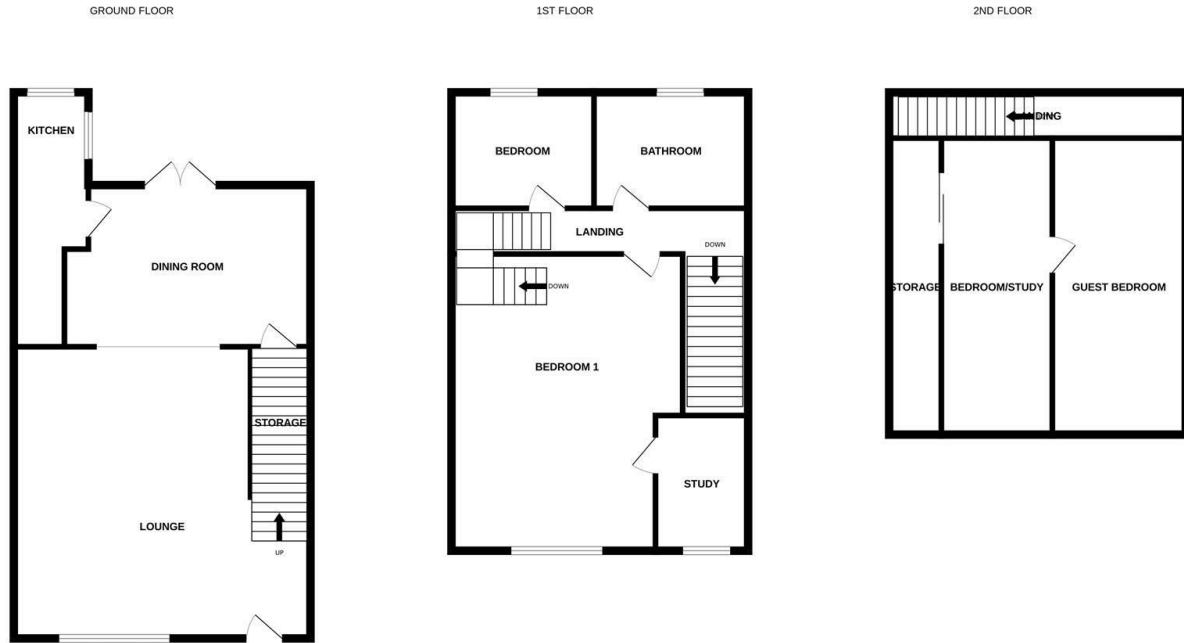 GROUND FLOOR
KITCHEN
DINING ROOM
STORAGE
LOUNGE
UP
1ST FLOOR
BEDROOM
BATHROOM
LANDING
DOWN
DOWN
BEDROOM 1
STUDY
2ND FLOOR
LANDING
STORAGE
BEDROOM/STUDY
GUEST BEDROOM